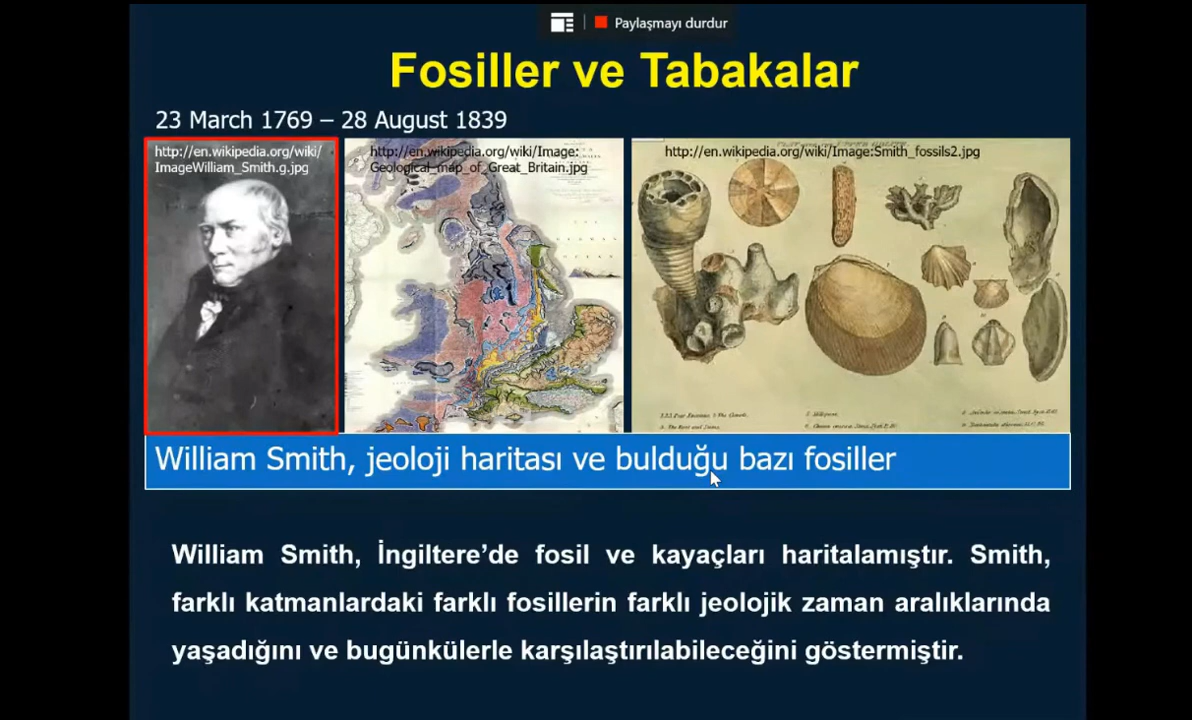 Paylaşmayı durdur
Fosiller ve Tabakalar
23 March 1769 – 28 August 1839
http://en.wikipedia.org/wiki/
ImageWilliam_Smith.g.jpg
http://en.wikipedia.org/wiki/Image:
Geological_map_of_Great_Britain.jpg
http://en.wikipedia.org/wiki/Image:Smith_fossils2.jpg
William Smith, jeoloji haritası ve bulduğu bazı fosiller
William Smith, İngiltere’de fosil ve kayaçları haritalamıştır. Smith,
farklı katmanlardaki farklı fosillerin farklı jeolojik zaman aralıklarında
yaşadığını ve bugünkülerle karşılaştırılabileceğini göstermiştir.